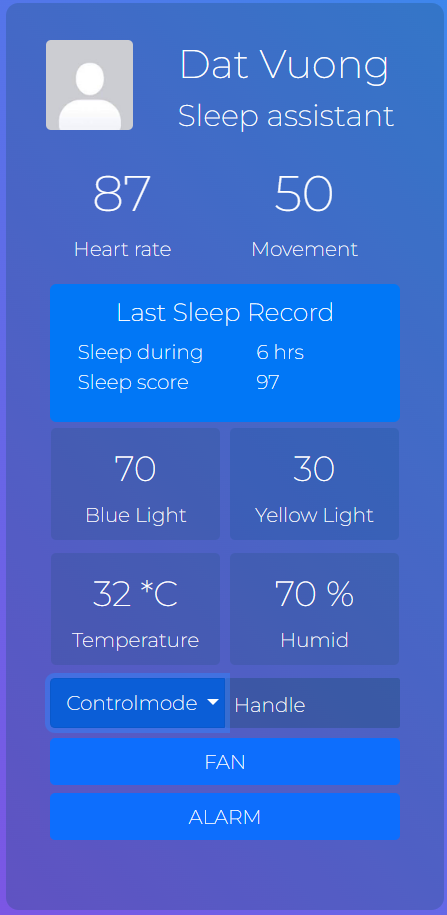 Dat Vuong
Sleep assistant
87 50
Heart rate Movement
Last Sleep Record
Sleep during 6 hrs
Sleep score 97
70 30
Blue Light Yellow Light
32 *C 70 %
Temperature Humid
Controlmode Handle
FAN
ALARM